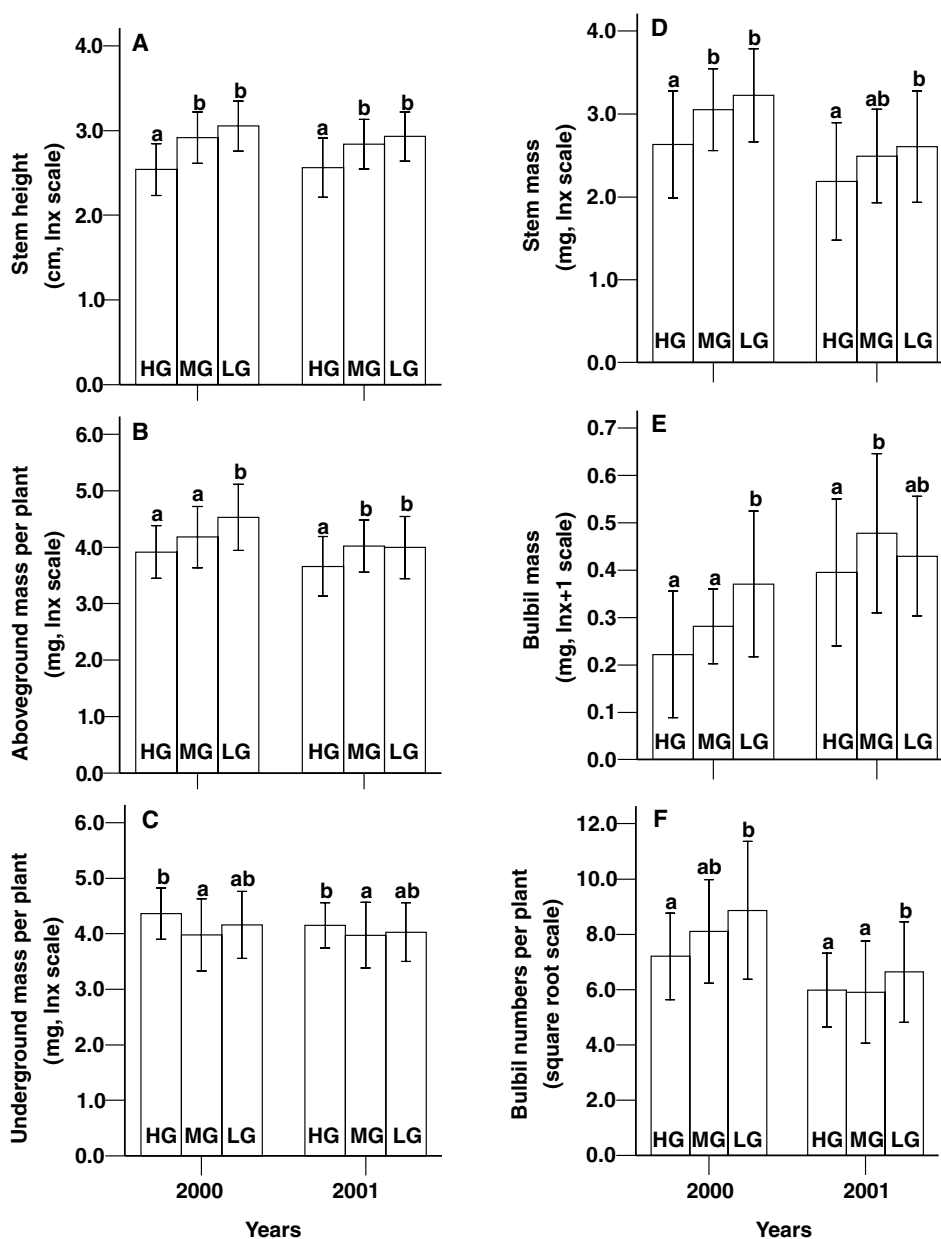 A
Stem height
(cm, lnx scale)
4.0
3.0
2.0
1.0
0.0
a
b
b
a
b
b
HG MG LG
HG MG LG
B
Aboveground mass per plant
(mg, lnx scale)
6.0
5.0
4.0
3.0
2.0
1.0
0.0
a
a
b
a
b
b
HG MG LG
HG MG LG
C
Underground mass per plant
(mg, lnx scale)
6.0
5.0
4.0
3.0
2.0
1.0
0.0
b
a
ab
b
a
ab
HG MG LG
HG MG LG
2000
2001
Years
D
Stem mass
(mg, lnx scale)
4.0
3.0
2.0
1.0
0.0
a
b
b
a
ab
b
HG MG LG
HG MG LG
E
Bulbil mass
(mg, lnx+1 scale)
0.7
0.6
0.5
0.4
0.3
0.2
0.1
0.0
a
a
b
a
b
ab
HG MG LG
HG MG LG
F
Bulbil numbers per plant
(square root scale)
12.0
10.0
8.0
6.0
4.0
2.0
0.0
a
ab
b
a
a
b
HG MG LG
HG MG LG
2000
2001
Years